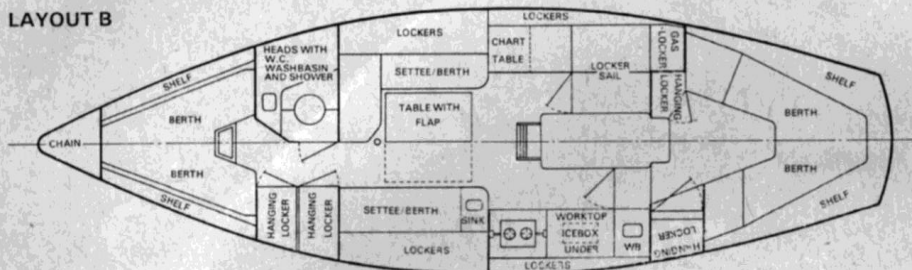 LAYOUT B
LOCKERS
LOCKERS
CHART
TABLE
HEADS WITH
W.C.
WASHBASIN
AND SHOWER
SETTEE/BERTH
LOCKER
SAIL
GAS
LOCKER
HANGING
LOCKER
SHELF
SHELF
BERTH
TABLE WITH
FLAP
BERTH
CHAIN
BERTH
BERTH
SHELF
SHELF
HANGING
LOCKER
HANGING
LOCKER
SETTEE/BERTH
SINK
LOCKERS
WORKTOP
ICEBOX
UNDER
WB
HANGING
LOCKER
LOCKERS